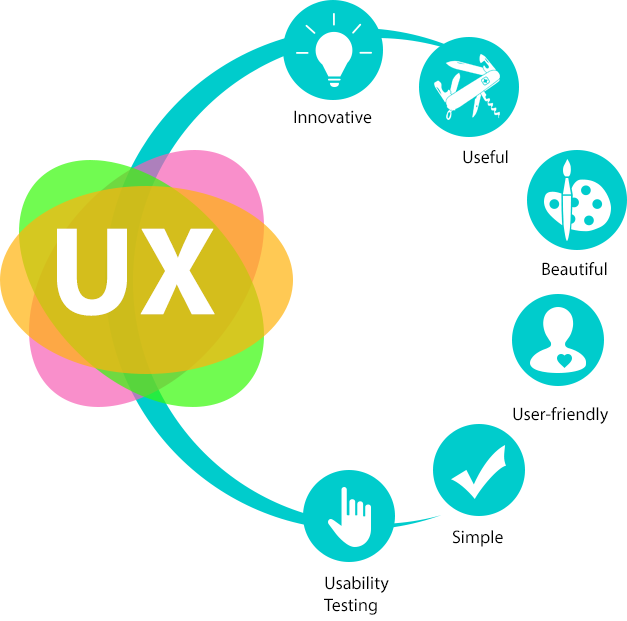 Innovative
Useful
Beautiful
UX
User-friendly
Simple
Usability
Testing